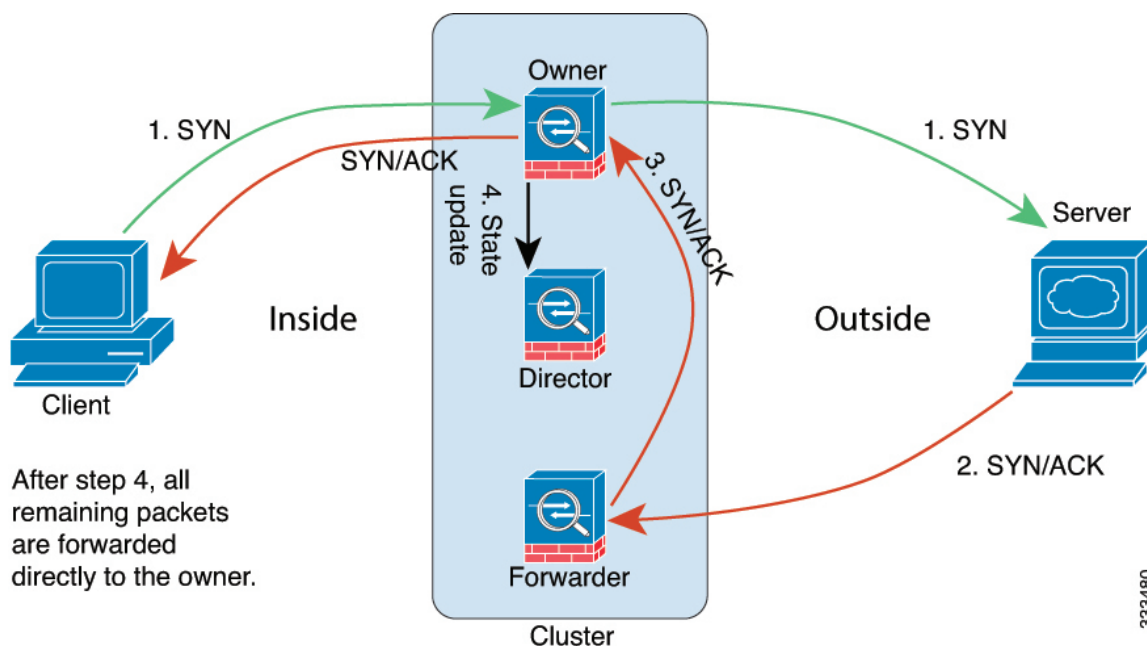 Owner
1. SYN
1. SYN
SYN/ACK
3. SYN/ACK
4. State
update
Server
Inside
Outside
Director
Client
2. SYN/ACK
After step 4, all
remaining packets
are forwarded
directly to the owner.
Forwarder
Cluster
333480